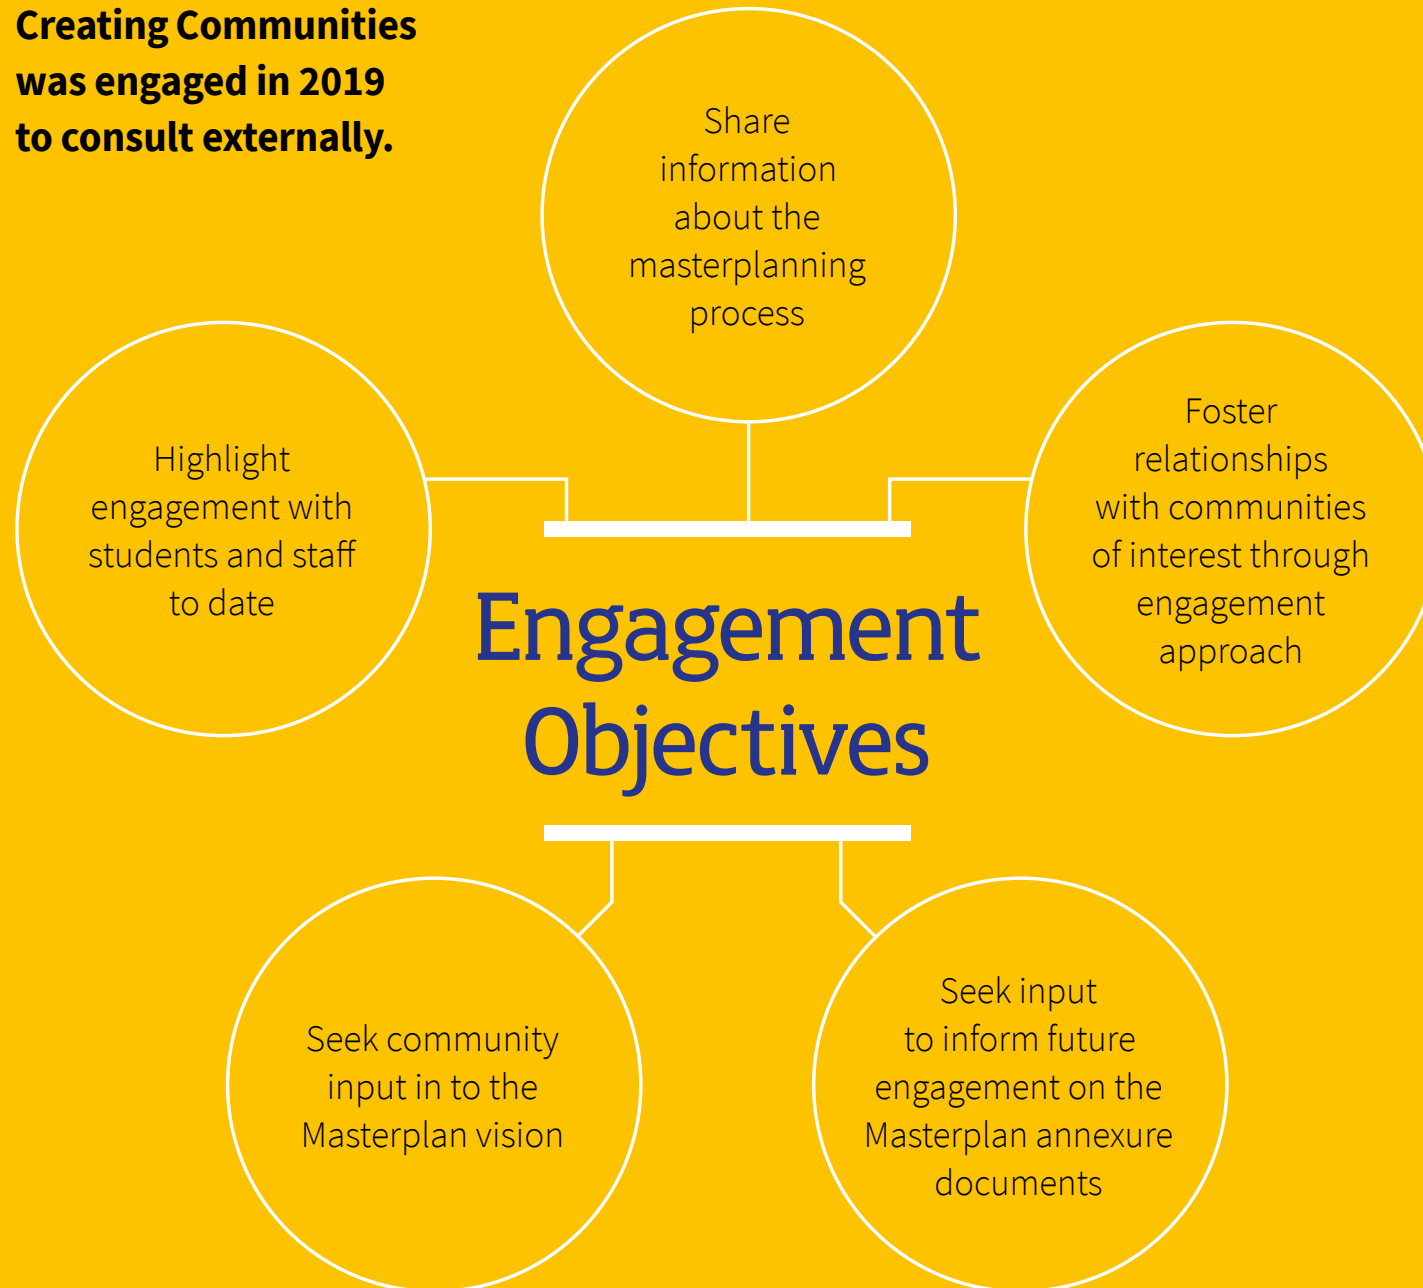 Creating Communities
was engaged in 2019
to consult externally.
Share
information
about the
masterplanning
process
Highlight
engagement with
students and staff
to date
Foster
relationships
with communities
of interest through
engagement
approach
Engagement
Objectives
Seek community
input in to the
Masterplan vision
Seek input
to inform future
engagement on the
Masterplan annexure
documents